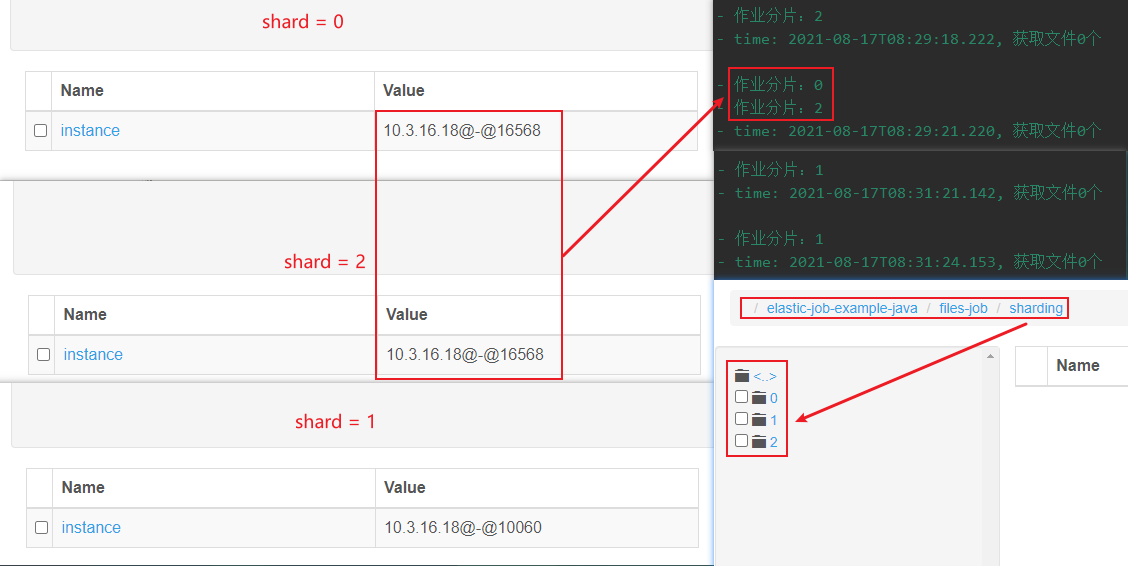 shard = 0
Name Value
instance 10.3.16.18@-@16568
shard = 2
Name Value
instance 10.3.16.18@-@16568
shard = 1
Name Value
instance 10.3.16.18@-@10060
- 作业分片：2
- time: 2021-08-17T08:29:18.222, 获取文件0个
- 作业分片：0
- 作业分片：2
- time: 2021-08-17T08:29:21.220, 获取文件0个
- 作业分片：1
- time: 2021-08-17T08:31:21.142, 获取文件0个
- 作业分片：1
- time: 2021-08-17T08:31:24.153, 获取文件0个
/ elastic-job-example-java / files-job / sharding
<..>
0
1
2
Name